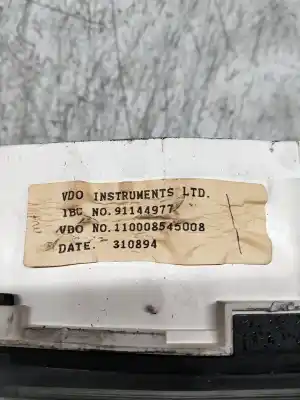 VDO INSTRUMENTS LTD.
IBC NO.91144977
VDO NO.110008545008
DATE. 310894